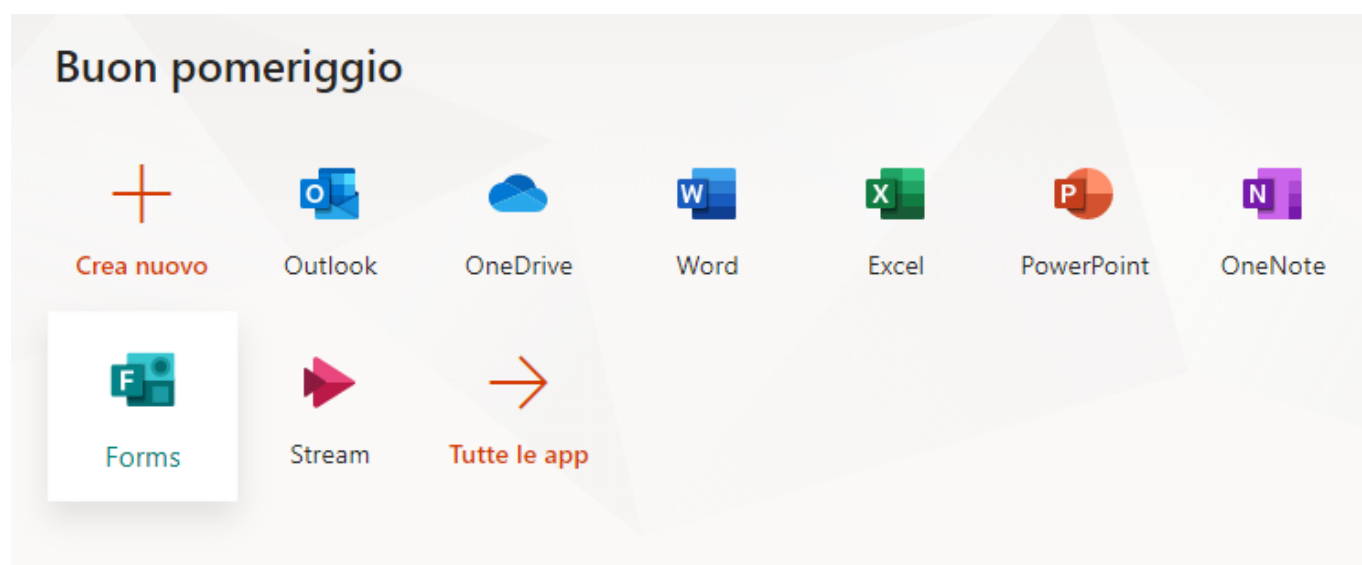 Buon pomeriggio
Crea nuovo
Outlook
OneDrive
Word
Excel
PowerPoint
OneNote
Forms
Stream
Tutte le app